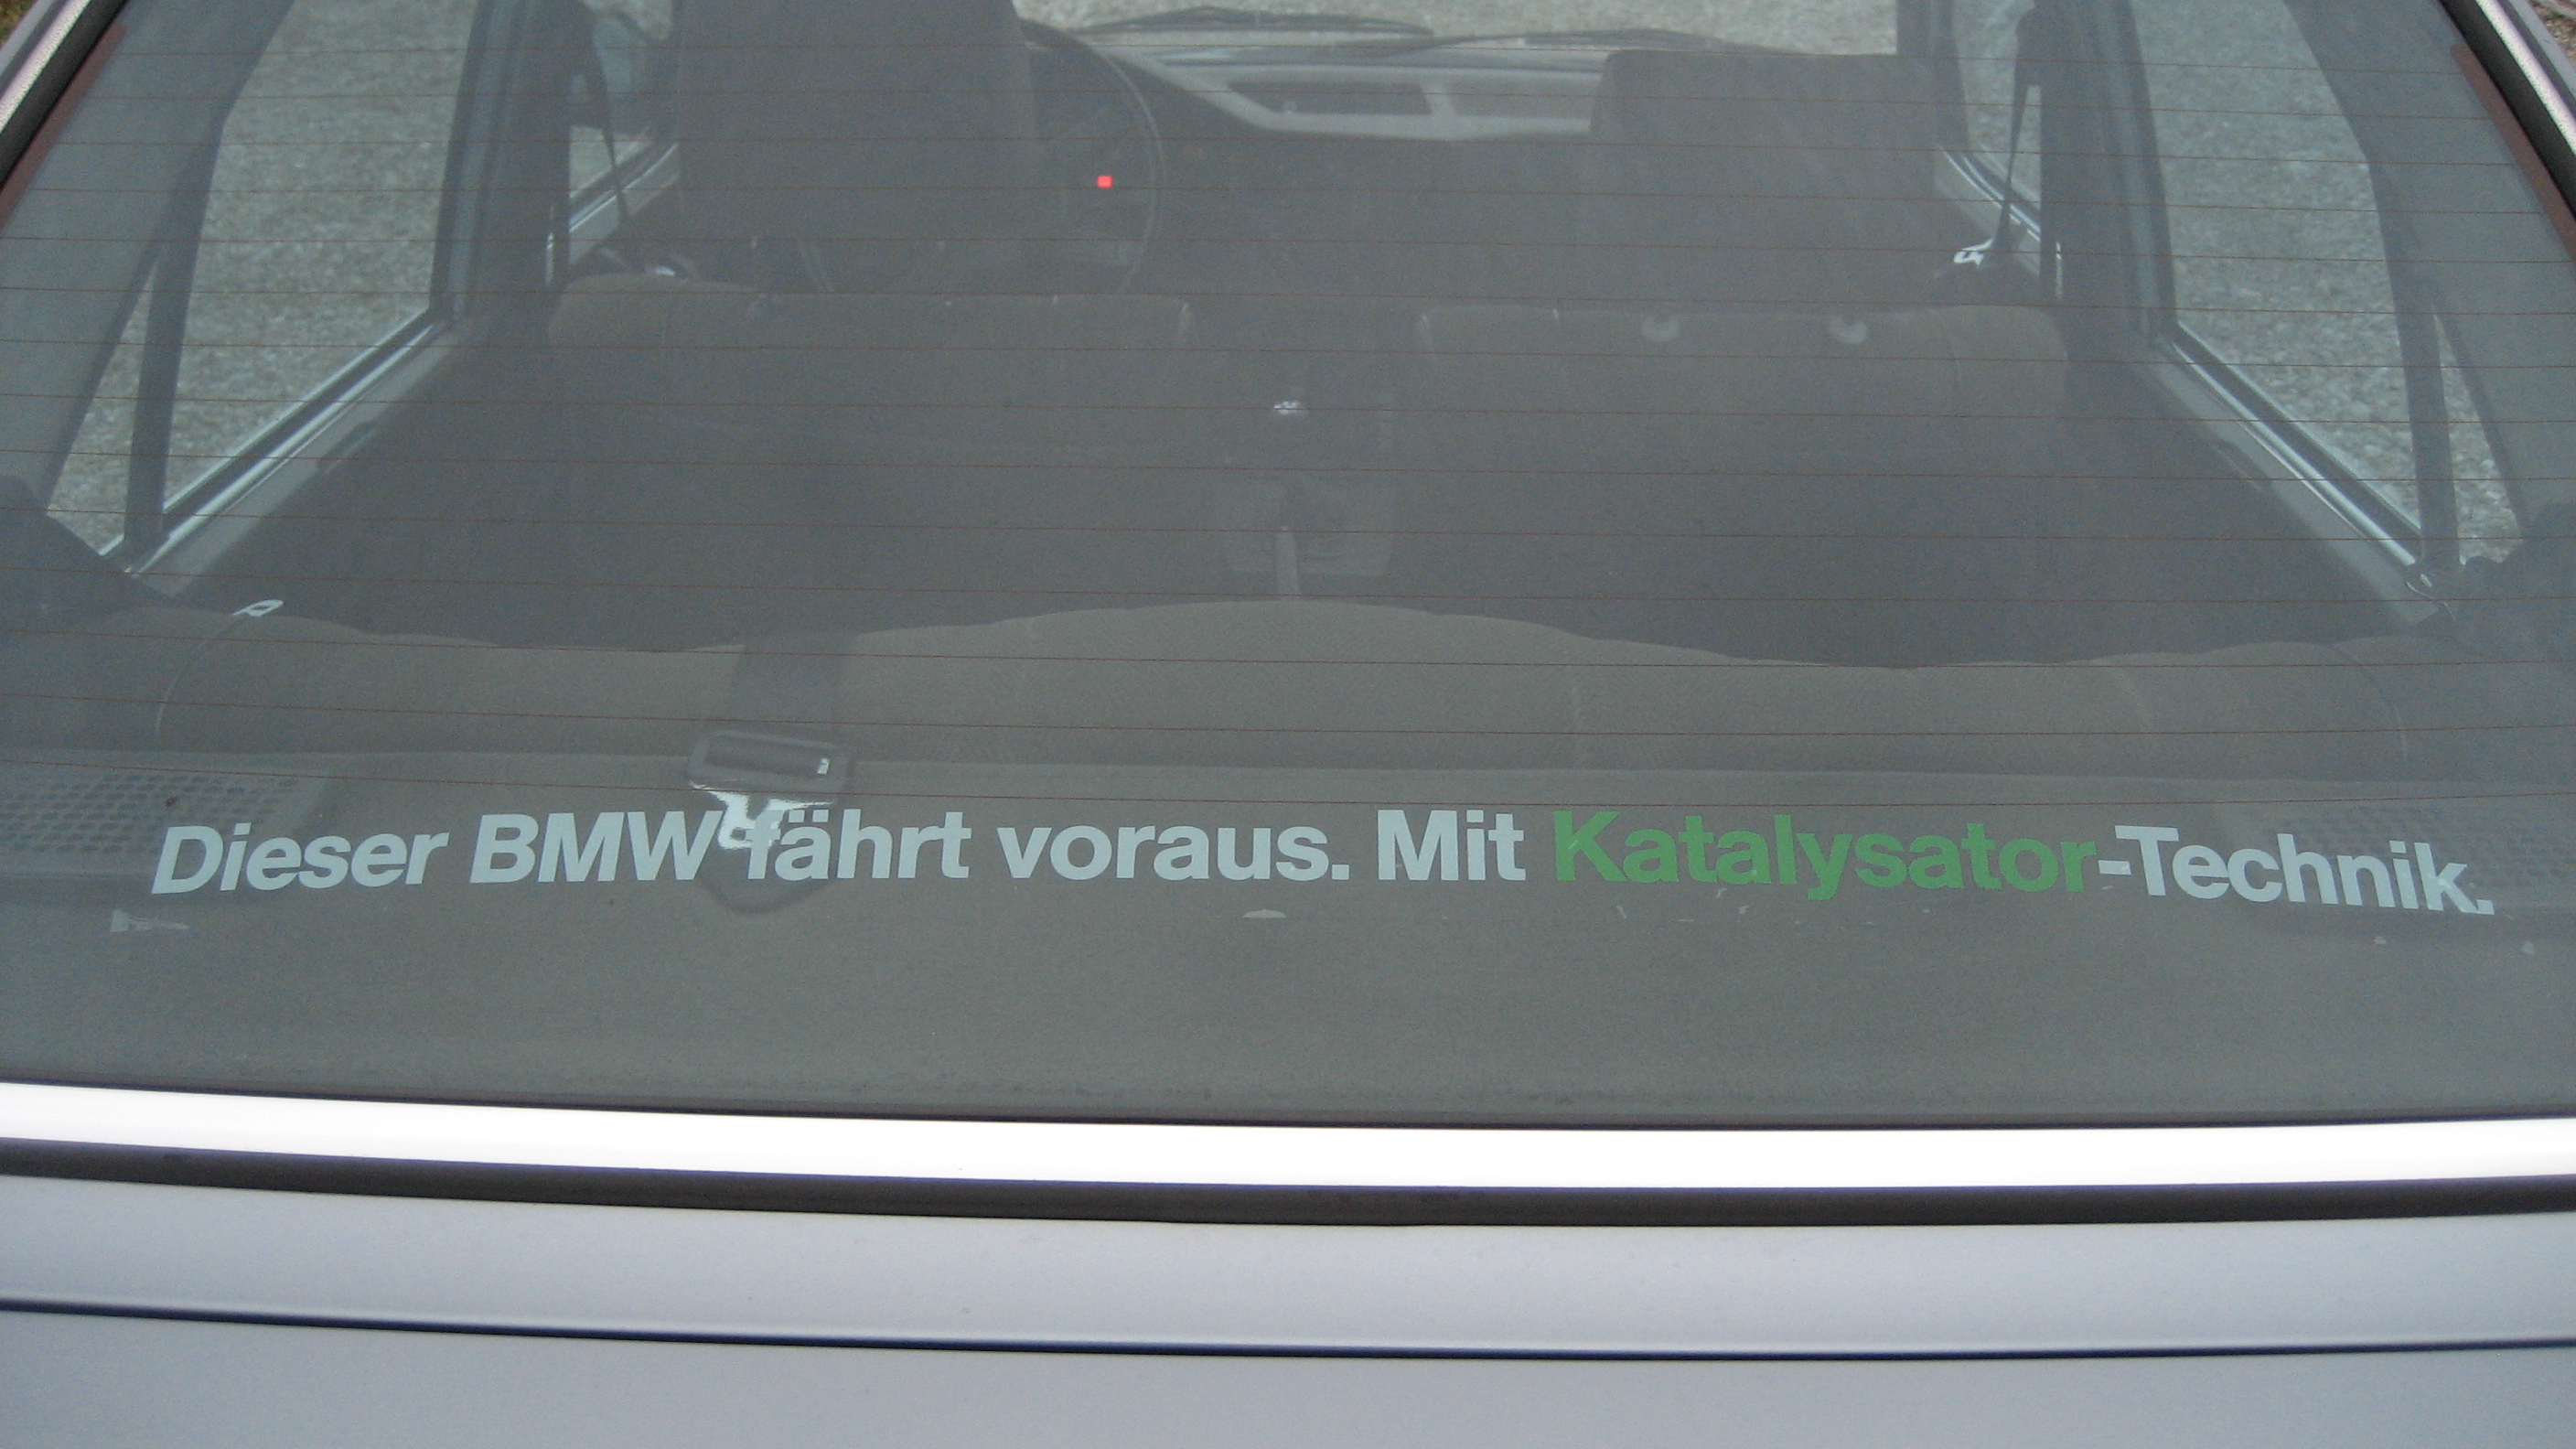 Dieser BMW fährt voraus. Mit Katalysator-Technik.